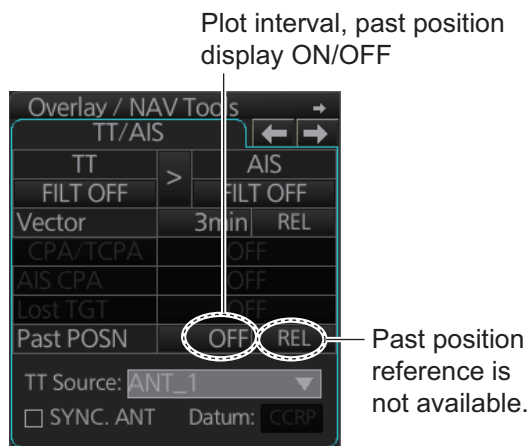 Plot interval, past position
display ON/OFF
Overlay / NAV Tools
TT/AIS
TT > AIS
FILT OFF FILT OFF
Vector 3min REL
CPA/TCPA OFF
AIS CPA OFF
Lost TGT OFF
Past POSN OFF REL
Past position
reference is
not available.
TT Source: ANT_1
SYNC. ANT Datum: CCRP